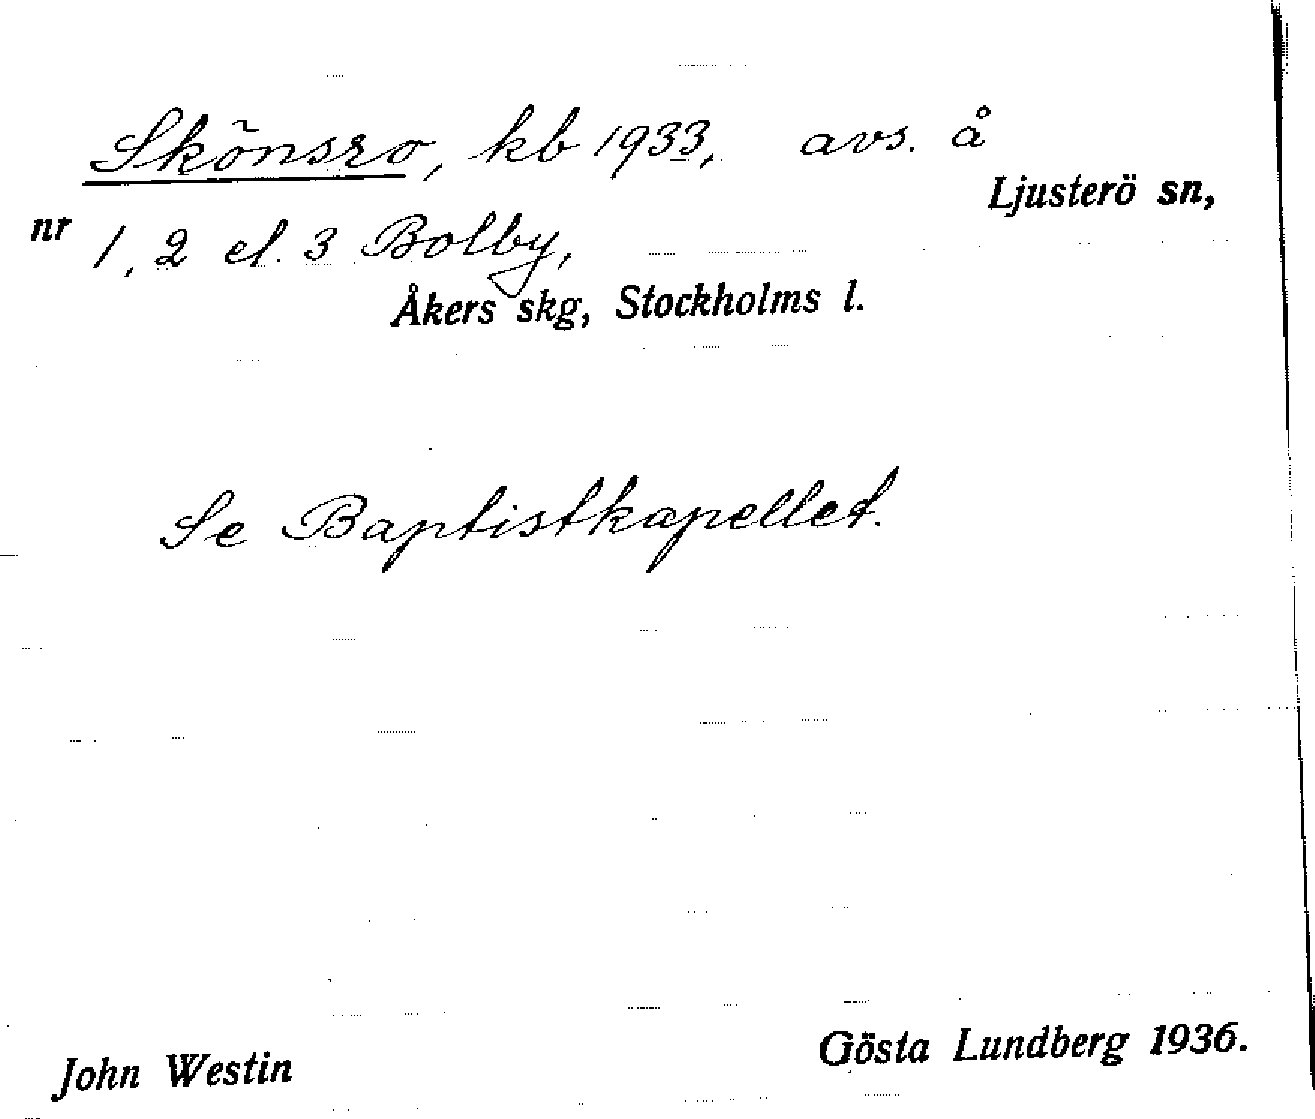 Skönsro, kb 1933, avs. å
Ljusterö sn,
nr 1, 2 el. 3 Bolby,
Åkers skg, Stockholms l.
Se Baptistkapellet.
John Westin
Gösta Lundberg 1936.